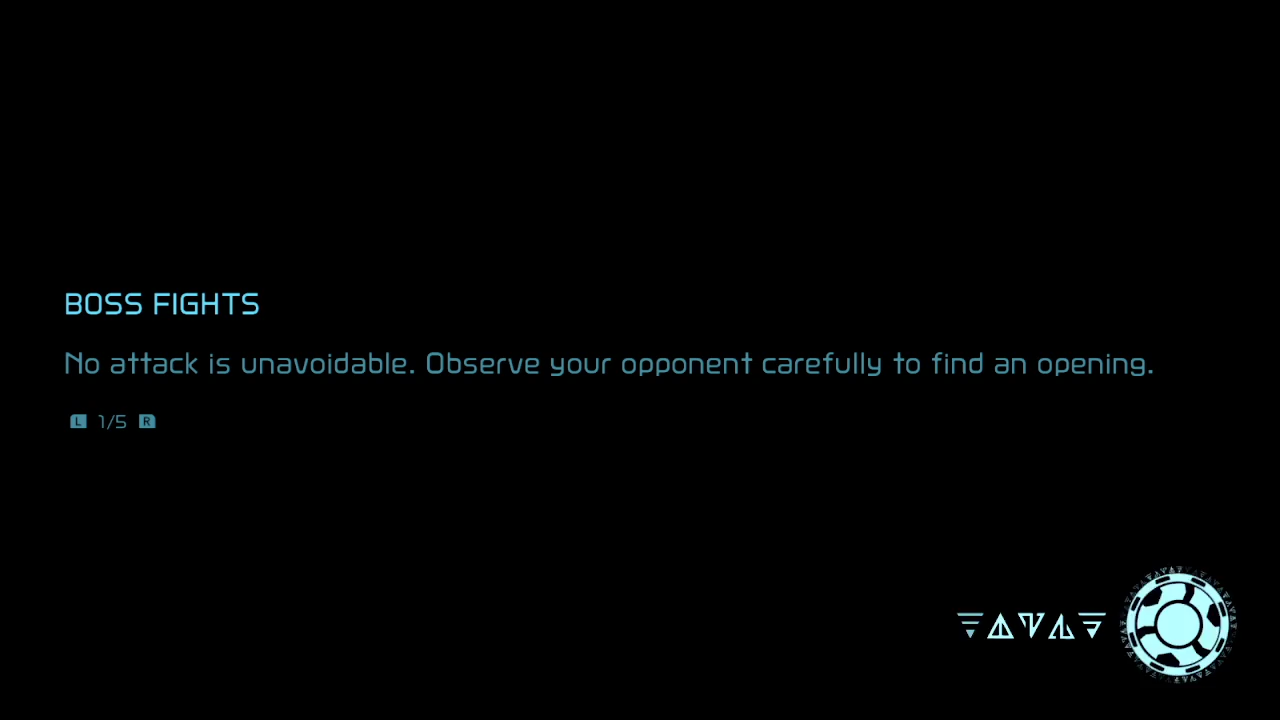 BOSS FIGHTS
No attack is unavoidable. Observe your opponent carefully to find an opening.
L 1/5 R